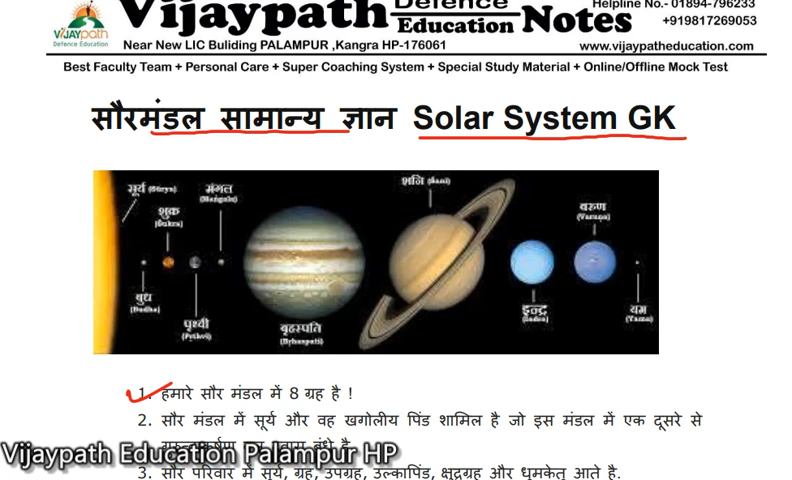 Vijaypath Defence Education Notes
Helpline No.- 01894-796233
+919817269053
ViJAYpath
Defence Education
Near New LIC Buliding PALAMPUR ,Kangra HP-176061
www.vijaypatheducation.com
Best Faculty Team + Personal Care + Super Coaching System + Special Study Material + Online/Offline Mock Test
सौरमंडल सामान्य ज्ञान Solar System GK
सूर्य (Surya)
शुक्र
मंगल
(Mangala)
शनि (Sani)
वरुण
(Varuna)
बुध
(Budha)
पृथ्वी
(Pythvi)
बृहस्पति
(Byhaspati)
इन्द्र
(Indra)
यम
(Yama)
1. हमारे सौर मंडल में 8 ग्रह है !
2. सौर मंडल में सूर्य और वह खगोलीय पिंड शामिल है जो इस मंडल में एक दूसरे से
Vijaypath Education Palampur HP
3. सौर परिवार में सूर्य, ग्रह, उपग्रह, उल्कापिंड, क्षुद्रग्रह और धूमकेतु आते है.